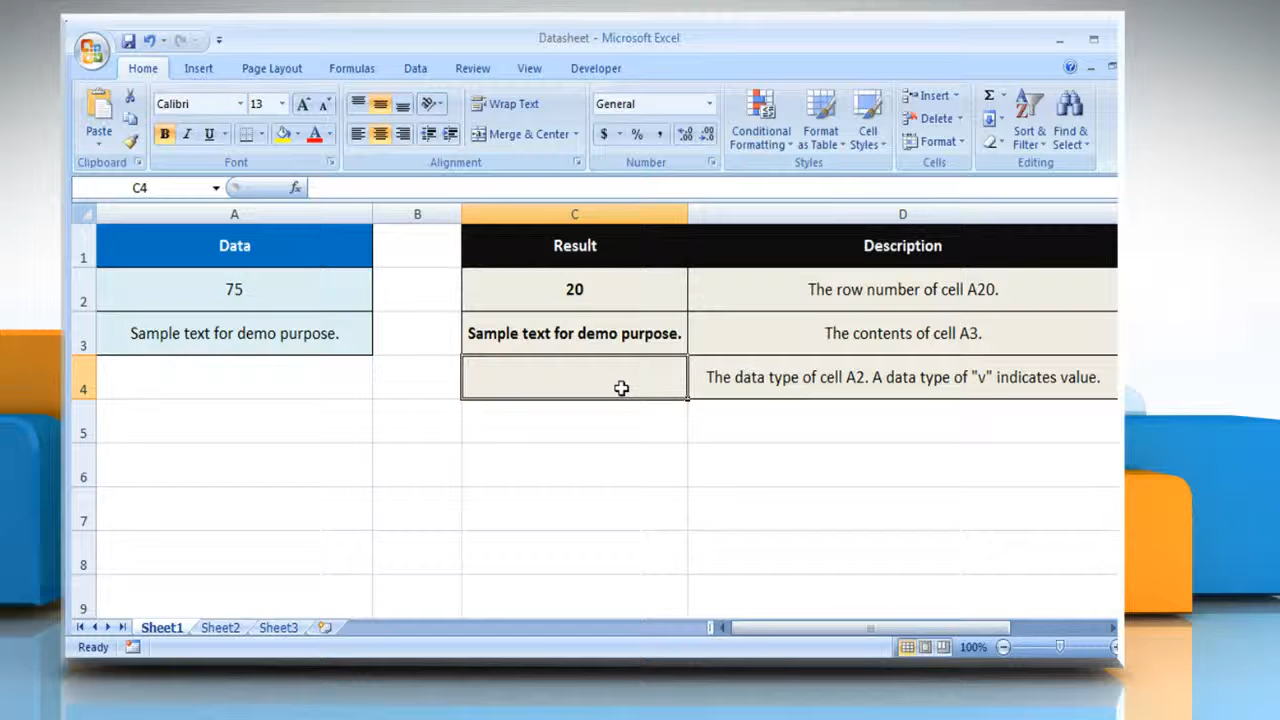 Datasheet - Microsoft Excel
Home Insert Page Layout Formulas Data Review View Developer
Calibri 13 Wrap Text General Insert
Paste B I U Merge & Center $ % , Conditional Formatting Format as Table Cell Styles Delete Sort & Filter Find & Select
Format
Clipboard Font Alignment Number Styles Cells Editing
C4 fx
A B C D
1 Data Result Description
2 75 20 The row number of cell A20.
3 Sample text for demo purpose. Sample text for demo purpose. The contents of cell A3.
4 The data type of cell A2. A data type of "v" indicates value.
5
6
7
8
9
Sheet1 Sheet2 Sheet3
Ready 100%